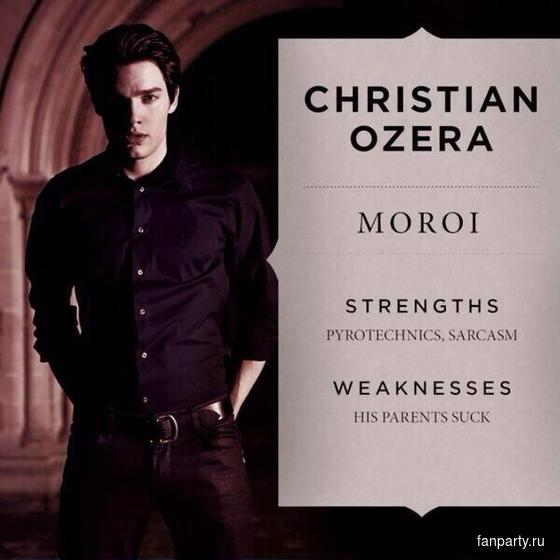 CHRISTIAN
OZERA
MOROI
STRENGTHS
PYROTECHNICS, SARCASM
WEAKNESSES
HIS PARENTS SUCK
fanparty.ru